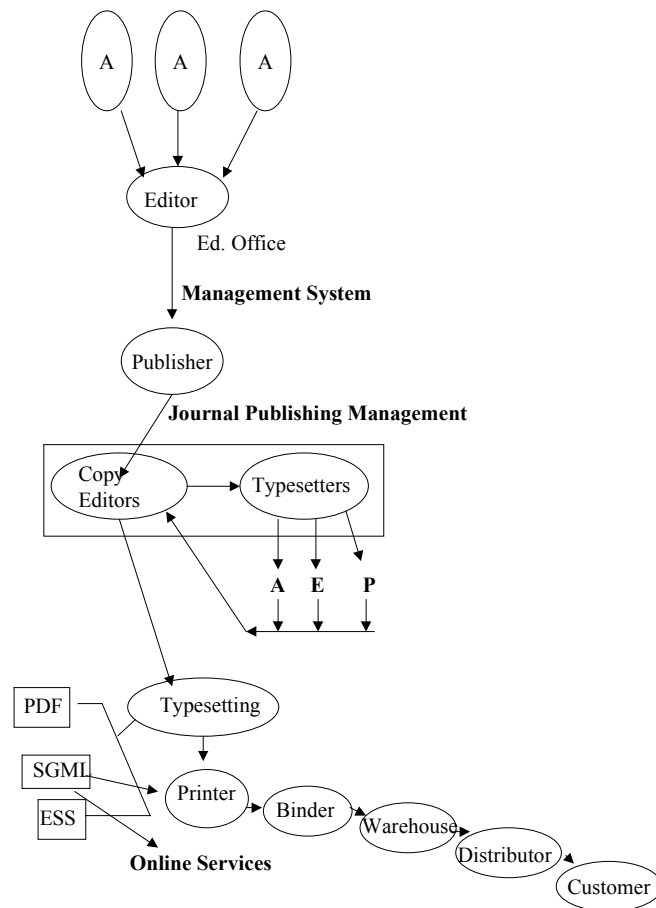 A
A
A
Editor
Ed. Office
Management System
Publisher
Journal Publishing Management
Copy
Editors
Typesetters
A
E
P
PDF
Typesetting
SGML
Printer
ESS
Binder
Warehouse
Online Services
Distributor
Customer